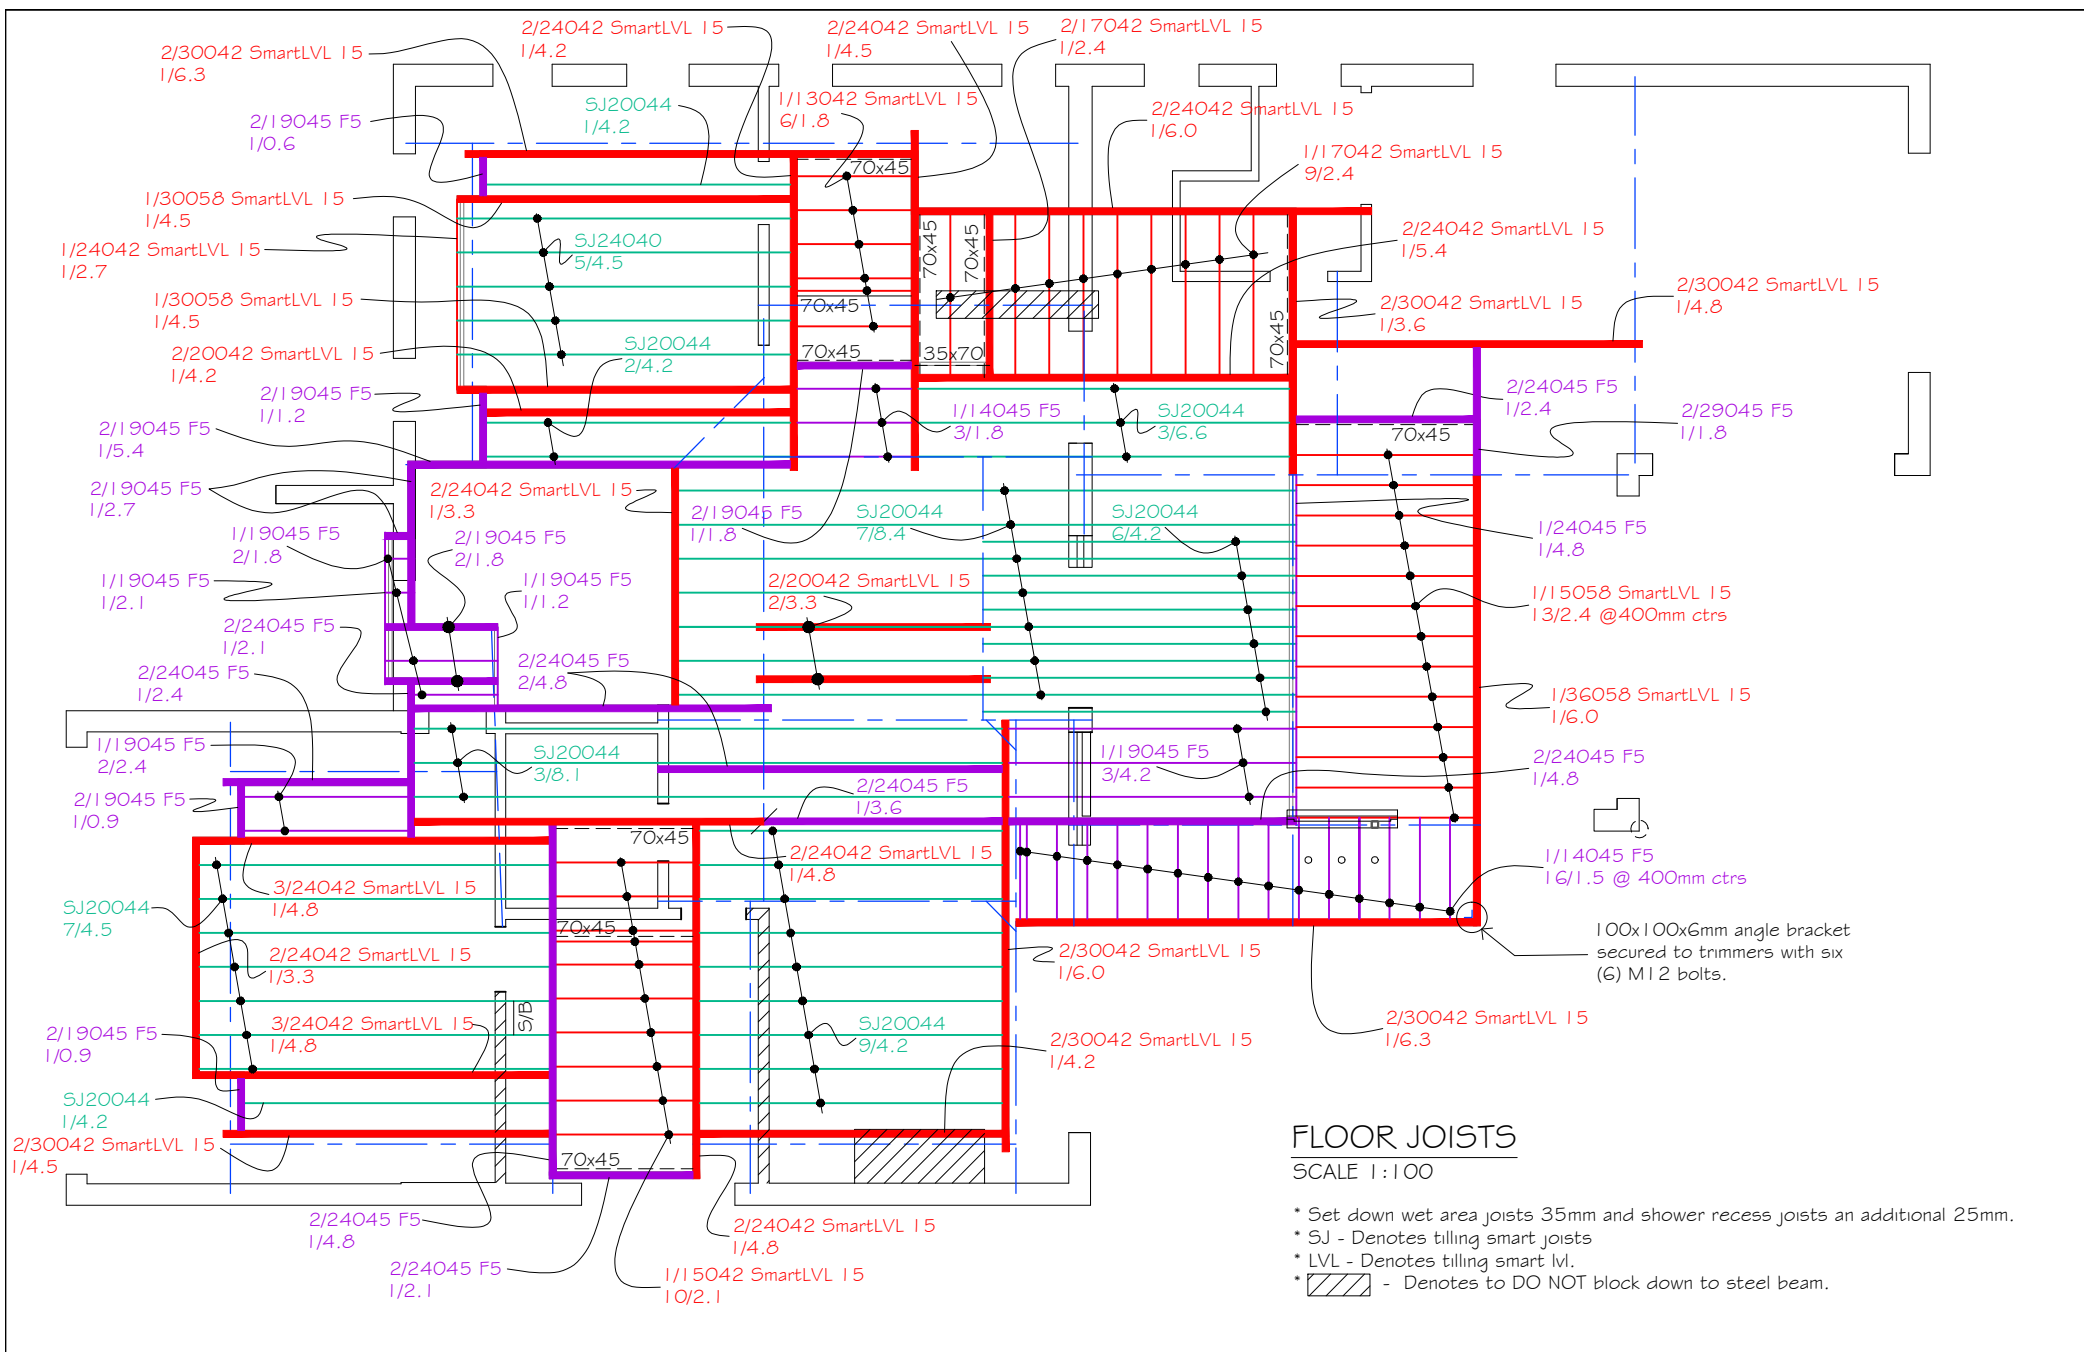 2/30042 SmartLVL 15
1/6.3
2/24042 SmartLVL 15
1/4.2
2/24042 SmartLVL 15
1/4.5
2/17042 SmartLVL 15
1/2.4
2/19045 F5
1/0.6
SJ20044
1/4.2
1/13042 SmartLVL 15
6/1.8
2/24042 SmartLVL 15
1/6.0
1/17042 SmartLVL 15
9/2.4
70x45
1/30058 SmartLVL 15
1/4.5
1/24042 SmartLVL 15
1/2.7
SJ24040
5/4.5
70x45
70x45
2/24042 SmartLVL 15
1/5.4
1/30058 SmartLVL 15
1/4.5
70x45
2/30042 SmartLVL 15
1/3.6
2/30042 SmartLVL 15
1/4.8
2/20042 SmartLVL 15
1/4.2
SJ20044
2/4.2
70x45
35x70
70x45
2/19045 F5
1/1.2
2/19045 F5
1/5.4
1/14045 F5
3/1.8
SJ20044
3/6.6
2/24045 F5
1/2.4
70x45
2/29045 F5
1/1.8
2/19045 F5
1/2.7
2/24042 SmartLVL 15
1/3.3
2/19045 F5
1/1.8
SJ20044
7/8.4
SJ20044
6/4.2
1/24045 F5
1/4.8
1/19045 F5
2/1.8
2/19045 F5
2/1.8
1/19045 F5
2/2.1
1/19045 F5
1/1.2
2/20042 SmartLVL 15
2/3.3
1/15058 SmartLVL 15
13/2.4 @400mm ctrs
2/24045 F5
1/2.1
2/24045 F5
1/2.4
2/24045 F5
2/4.8
1/36058 SmartLVL 15
1/6.0
1/19045 F5
2/2.4
SJ20044
3/8.1
1/19045 F5
3/4.2
2/24045 F5
1/4.8
2/19045 F5
1/0.9
2/24045 F5
1/3.6
70x45
2/24042 SmartLVL 15
1/4.8
1/14045 F5
16/1.5 @ 400mm ctrs
3/24042 SmartLVL 15
1/4.8
SJ20044
7/4.5
70x45
100x100x6mm angle bracket
secured to trimmers with six
(6) M12 bolts.
2/24042 SmartLVL 15
1/3.3
2/30042 SmartLVL 15
1/6.0
S/B
3/24042 SmartLVL 15
1/4.8
SJ20044
9/4.2
2/30042 SmartLVL 15
1/6.3
2/19045 F5
1/0.9
2/30042 SmartLVL 15
1/4.2
SJ20044
1/4.2
2/30042 SmartLVL 15
1/4.5
70x45
2/24045 F5
1/4.8
2/24042 SmartLVL 15
1/4.8
2/24045 F5
1/2.1
1/15042 SmartLVL 15
10/2.1
FLOOR JOISTS
SCALE 1:100
* Set down wet area joists 35mm and shower recess joists an additional 25mm.
* SJ - Denotes tilling smart joists
* LVL - Denotes tilling smart lvl.
* - Denotes to DO NOT block down to steel beam.